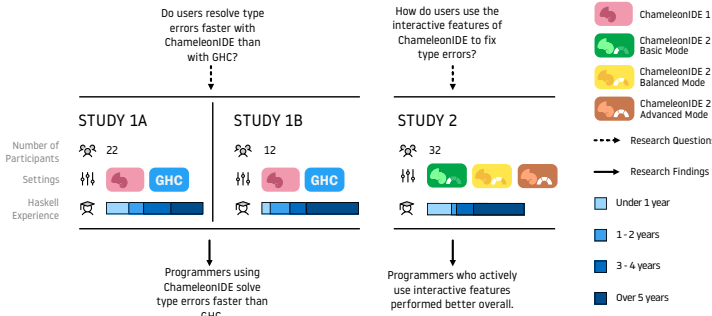 Do users resolve type
errors faster with
ChameleonIDE than
with GHC?
How do users use the
interactive features of
ChameleonIDE to fix
type errors?
STUDY 1A
STUDY 1B
STUDY 2
Number of
Participants
22
12
32
Settings
GHC
GHC
Haskell
Experience
Programmers using
ChameleonIDE solve
type errors faster than
GHC
Programmers who actively
use interactive features
performed better overall.
ChameleonIDE 1
ChameleonIDE 2
Basic Mode
ChameleonIDE 2
Balanced Mode
ChameleonIDE 2
Advanced Mode
Research Questions
Research Findings
Under 1 year
1 - 2 years
3 - 4 years
Over 5 years